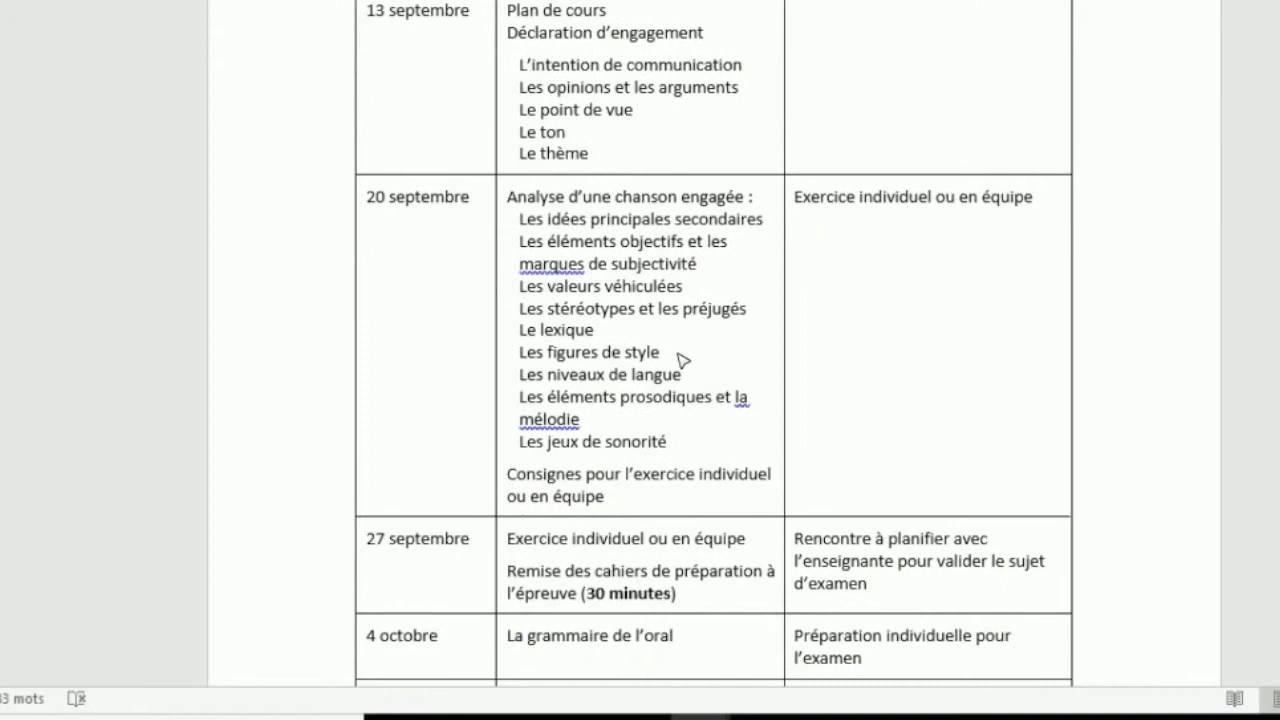 13 septembre
Plan de cours
Déclaration d’engagement
L’intention de communication
Les opinions et les arguments
Le point de vue
Le ton
Le thème
20 septembre
Analyse d’une chanson engagée :
Les idées principales secondaires
Les éléments objectifs et les
marques de subjectivité
Les valeurs véhiculées
Les stéréotypes et les préjugés
Le lexique
Les figures de style
Les niveaux de langue
Les éléments prosodiques et la
mélodie
Les jeux de sonorité
Consignes pour l’exercice individuel
ou en équipe
Exercice individuel ou en équipe
27 septembre
Exercice individuel ou en équipe
Remise des cahiers de préparation à
l’épreuve (30 minutes)
Rencontre à planifier avec
l’enseignante pour valider le sujet
d’examen
4 octobre
La grammaire de l’oral
Préparation individuelle pour
l’examen
mots